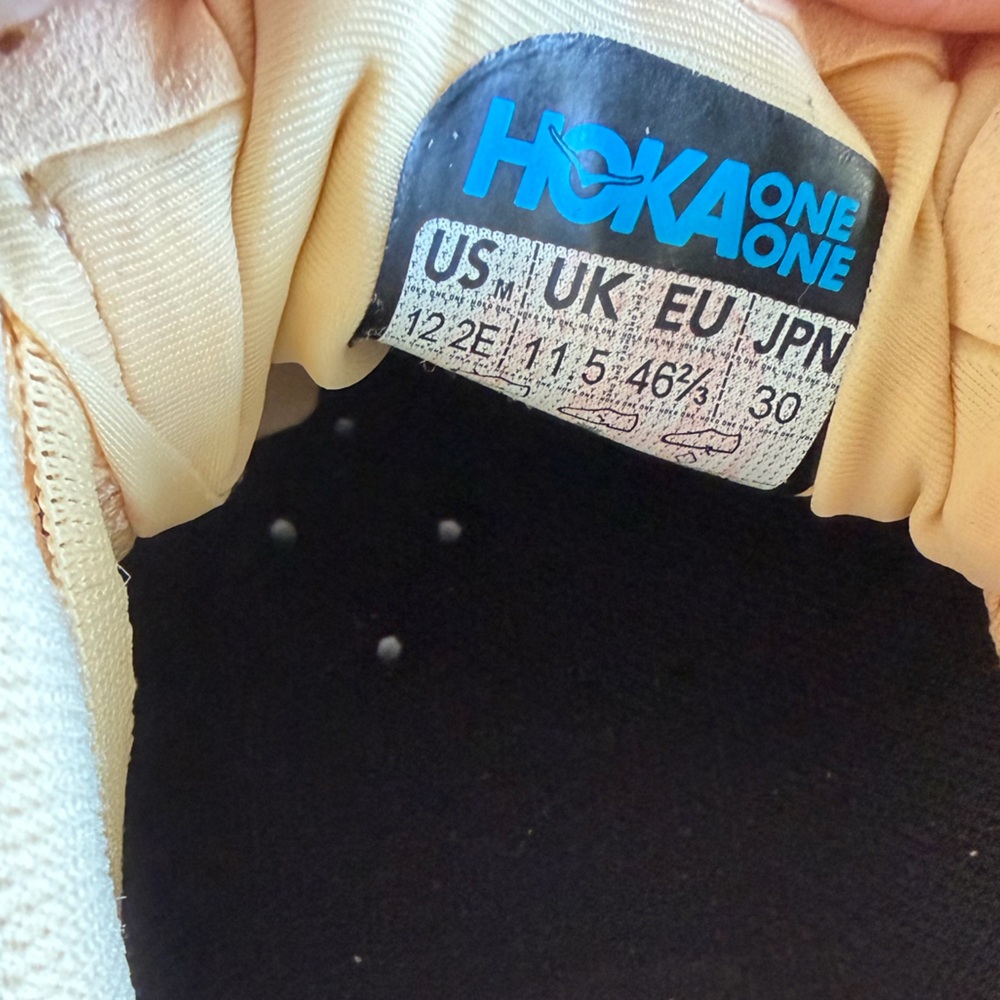 HOKA ONE ONE
US M UK EU JPN
12 2E 11 5 46⅔ 30